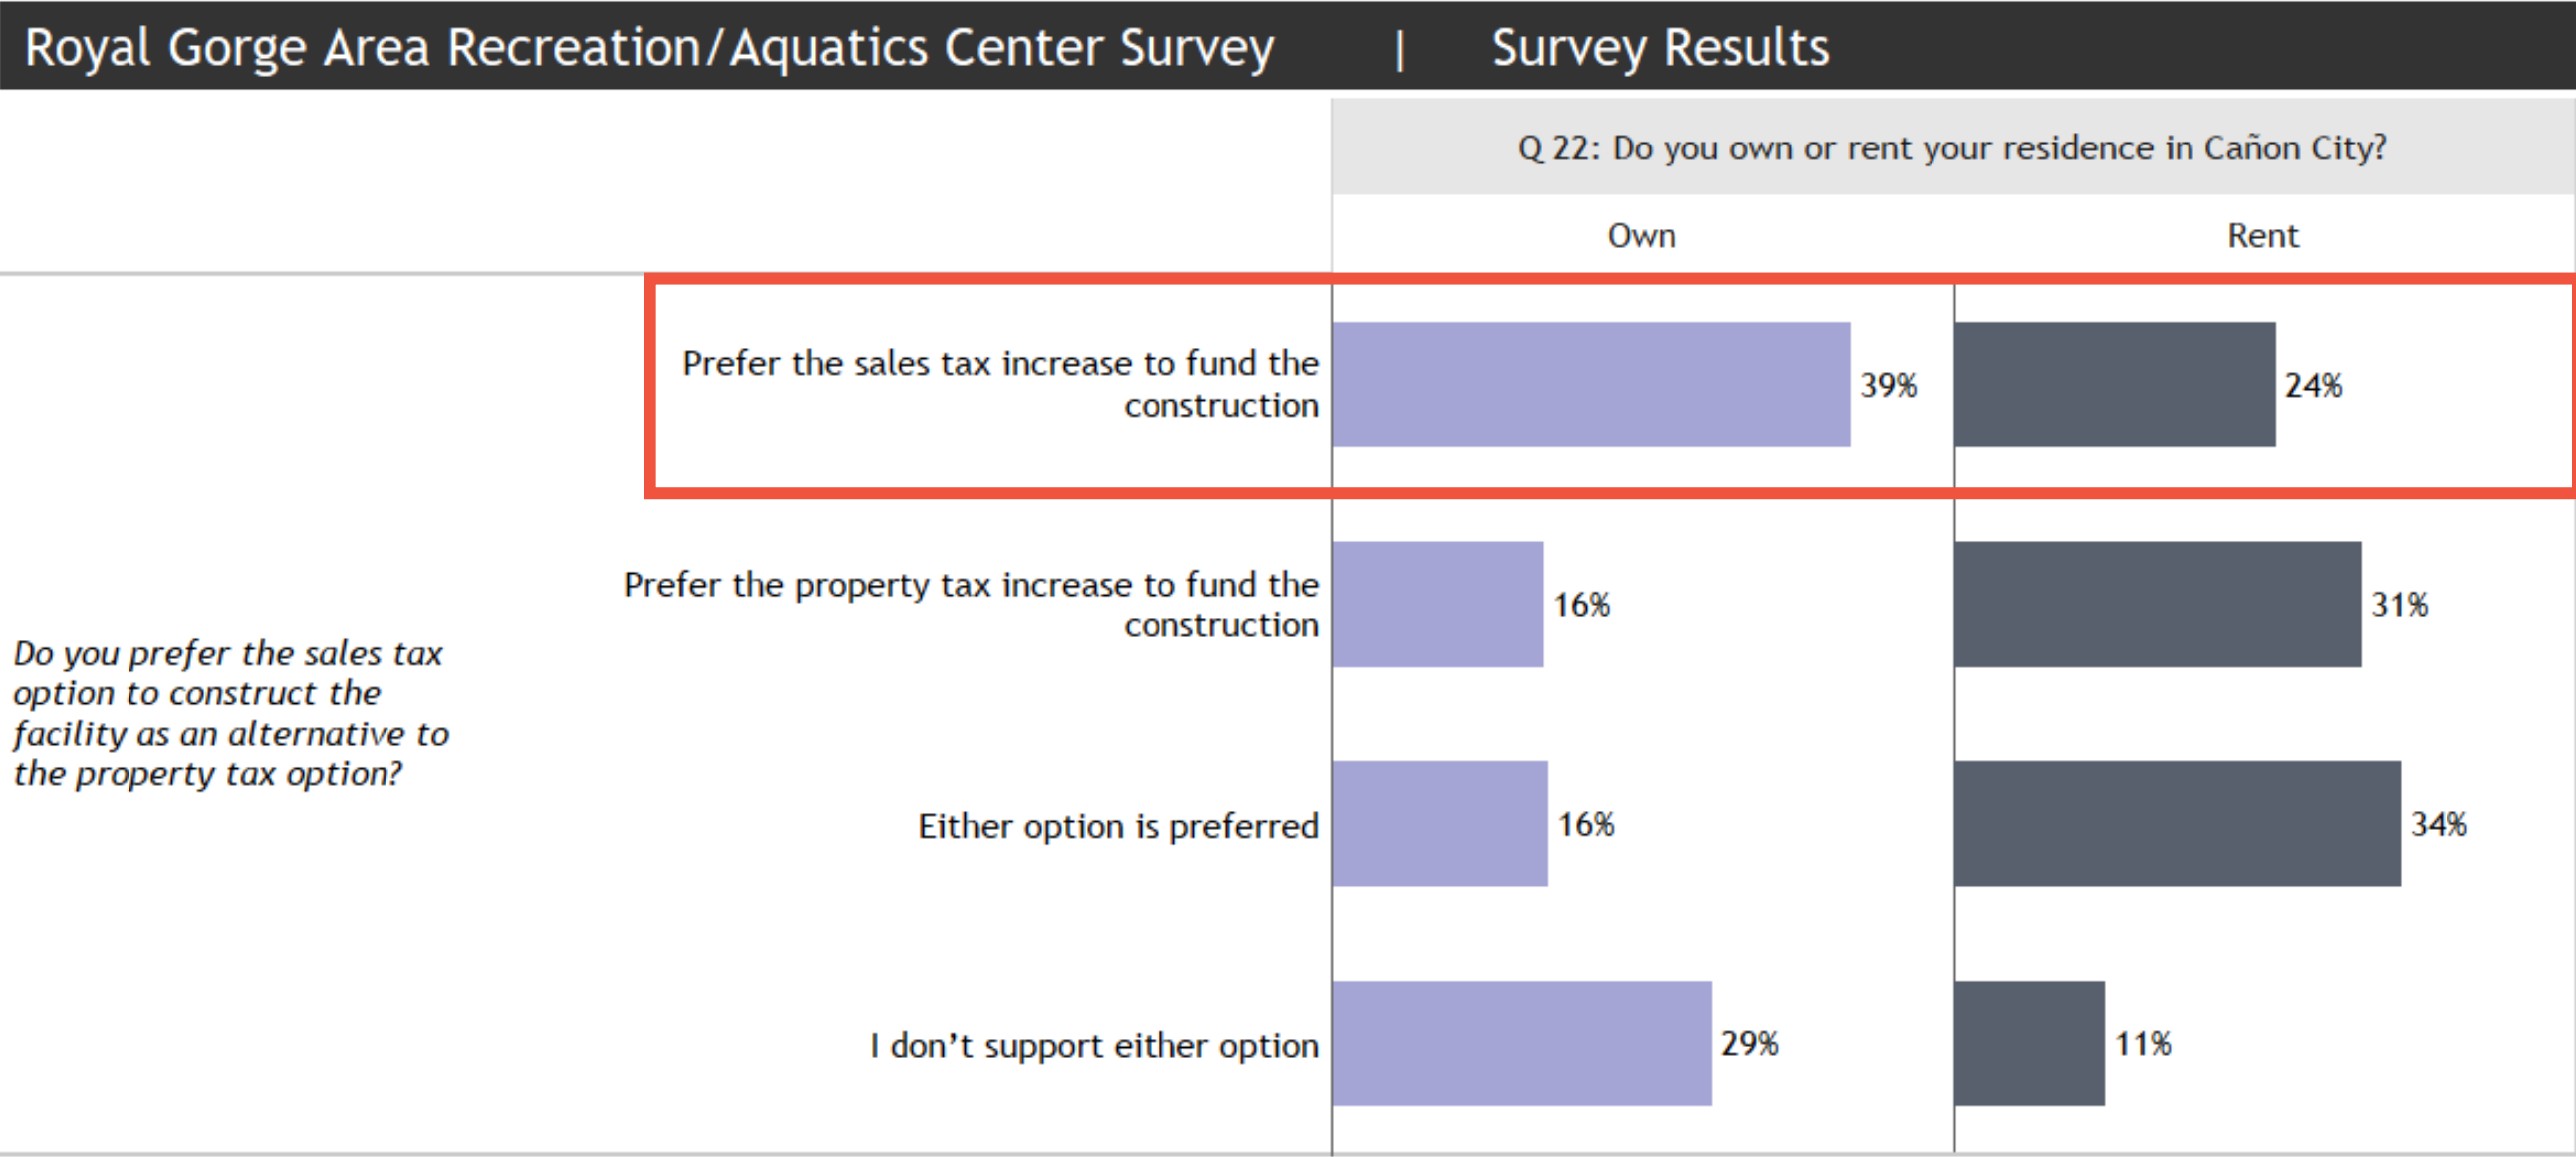 Royal Gorge Area Recreation/Aquatics Center Survey | Survey Results
Q 22: Do you own or rent your residence in Cañon City?
Own Rent
Do you prefer the sales tax
option to construct the
facility as an alternative to
the property tax option?
Prefer the sales tax increase to fund the
construction
39% 24%
Prefer the property tax increase to fund the
construction
16% 31%
Either option is preferred 16% 34%
I don’t support either option 29% 11%